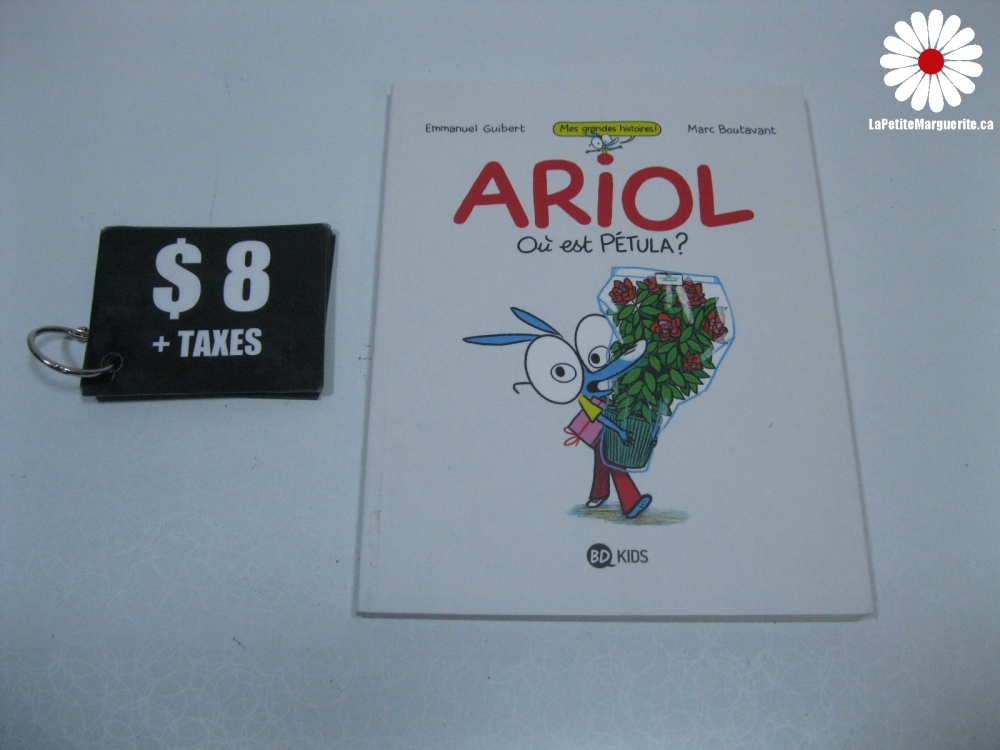 LaPetiteMarguerite.ca
$ 8
+ TAXES
Emmanuel Guibert
Mes grandes histoires!
Marc Boutavant
ARiOL
Où est PÉTULA?
BD KIDS